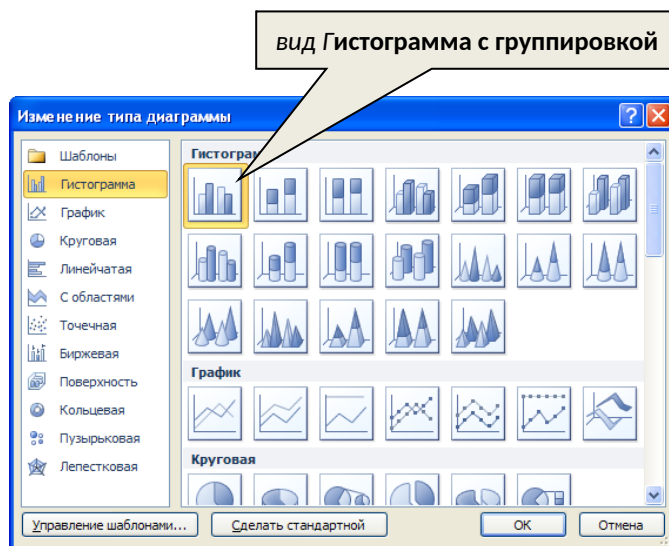 вид Гистограмма с группировкой
Изменение типа диаграммы
Шаблоны
Гистограмма
График
Круговая
Линейчатая
С областями
Точечная
Биржевая
Поверхность
Кольцевая
Пузырьковая
Лепестковая
Гистогра
График
Круговая
Управление шаблонами...
Сделать стандартной
ОК
Отмена